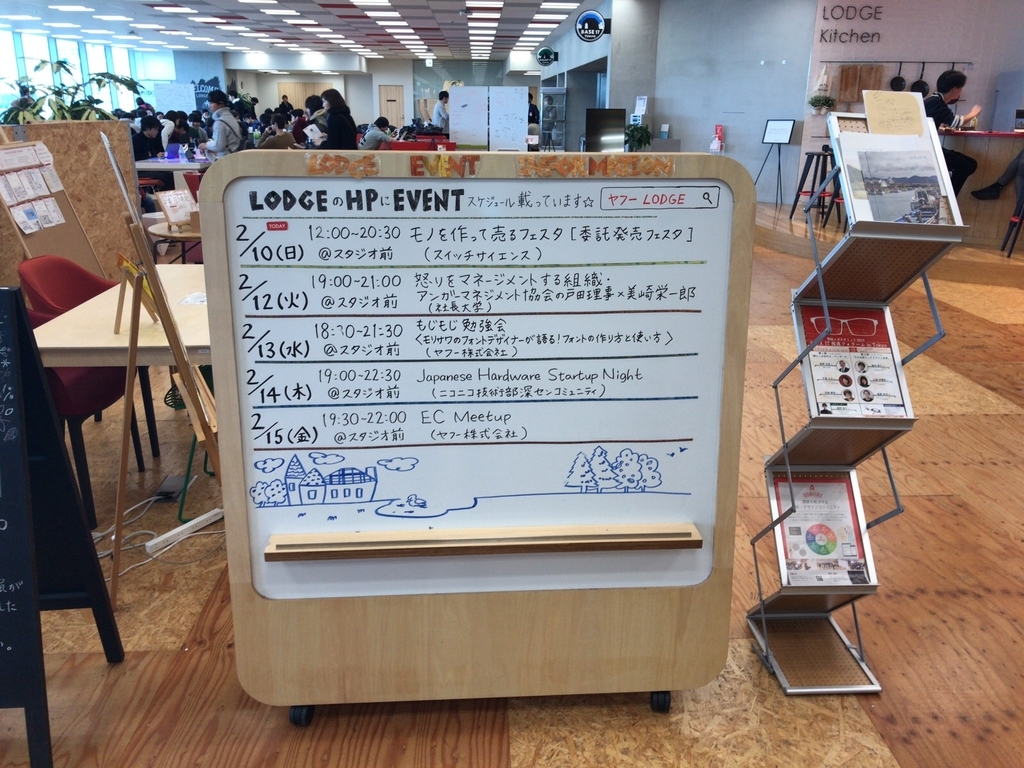 LODGE
Kitchen
BASE 17
LODGE EVENT INFORMATION
LODGEのHPにEVENTスケジュール載っています☆ ヤフー LODGE
2/10(日) TODAY 12:00~20:30 モノを作って売るフェスタ[委託発売フェスタ]
@スタジオ前 (スイッチサイエンス)
2/12(火) 19:00~21:00 怒りをマネージメントする組織・
@スタジオ前 アンガーマネジメント協会の戸田理事×美崎栄一郎
(社長大学)
2/13(水) 18:30~21:30 もじもじ勉強会
@スタジオ前 〈モリサワのフォントデザイナーが語る!フォントの作り方と使い方〉
(ヤフー株式会社)
2/14(木) 19:00~22:30 Japanese Hardware Startup Night
@スタジオ前 (ニコニコ技術部深センコミュニティ)
2/15(金) 19:30-22:00 EC Meetup
@スタジオ前 (ヤフー株式会社)